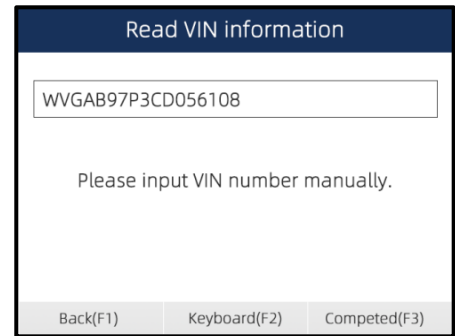 Read VIN information
WVGAB97P3CD056108
Please input VIN number manually.
Back(F1) Keyboard(F2) Competed(F3)